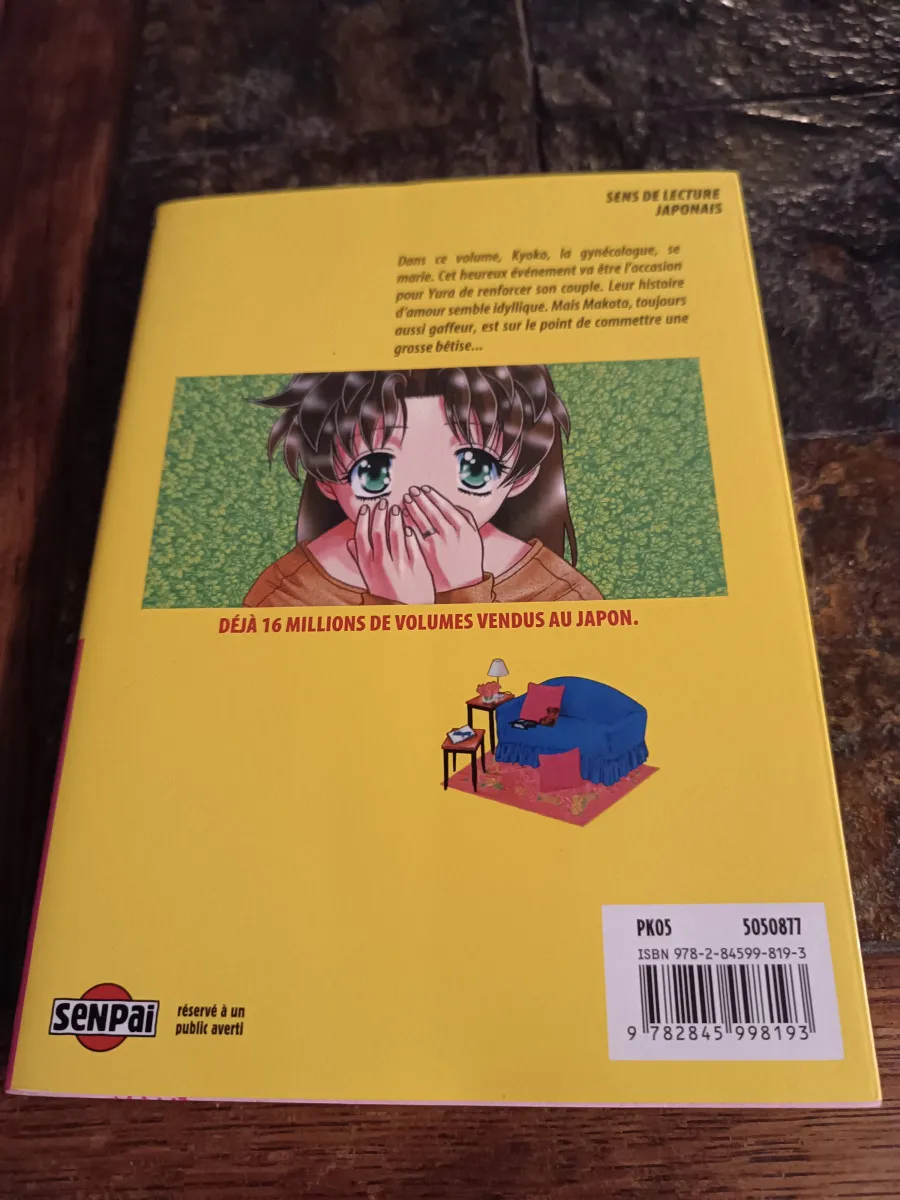 SENS DE LECTURE
JAPONAIS
Dans ce volume, Kyoko, la gynécologue, se
marie. Cet heureux événement va être l'occasion
pour Yura de renforcer son couple. Leur histoire
d'amour semble idyllique. Mais Makoto, toujours
aussi gaffeur, est sur le point de commettre une
grosse bêtise...
DÉJÀ 16 MILLIONS DE VOLUMES VENDUS AU JAPON.
PK05 5050877
ISBN 978-2-84599-819-3
9 782845 998193
SENPAI
réservé à un
public averti